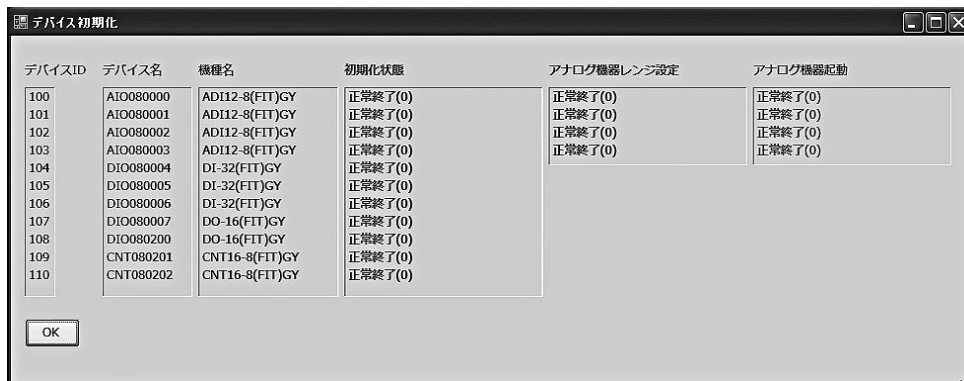 デバイス初期化
デバイスID デバイス名 機種名 初期化状態 アナログ機器レンジ設定 アナログ機器起動
100 AIO080000 ADI12-8(FIT)GY 正常終了(0) 正常終了(0) 正常終了(0)
101 AIO080001 ADI12-8(FIT)GY 正常終了(0) 正常終了(0) 正常終了(0)
102 AIO080002 ADI12-8(FIT)GY 正常終了(0) 正常終了(0) 正常終了(0)
103 AIO080003 ADI12-8(FIT)GY 正常終了(0) 正常終了(0) 正常終了(0)
104 DIO080004 DI-32(FIT)GY 正常終了(0)
105 DIO080005 DI-32(FIT)GY 正常終了(0)
106 DIO080006 DI-32(FIT)GY 正常終了(0)
107 DIO080007 DO-16(FIT)GY 正常終了(0)
108 DIO080200 DO-16(FIT)GY 正常終了(0)
109 CNT080201 CNT16-8(FIT)GY 正常終了(0)
110 CNT080202 CNT16-8(FIT)GY 正常終了(0)
OK